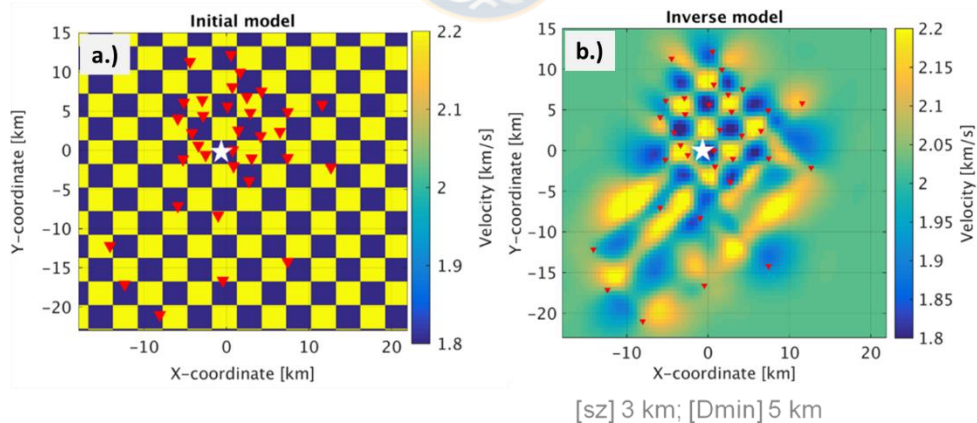 Initial model
a.)
15
10
5
0
-5
-10
-15
-20
Y-coordinate [km]
-10 0 10 20
X-coordinate [km]
2.2
2.1
2
1.9
1.8
Velocity [km/s]
Inverse model
b.)
15
10
5
0
-5
-10
-15
-20
Y-coordinate [km]
-10 0 10 20
X-coordinate [km]
2.2
2.15
2.1
2.05
2
1.95
1.9
1.85
1.8
Velocity [km/s]
[sz] 3 km; [Dmin] 5 km